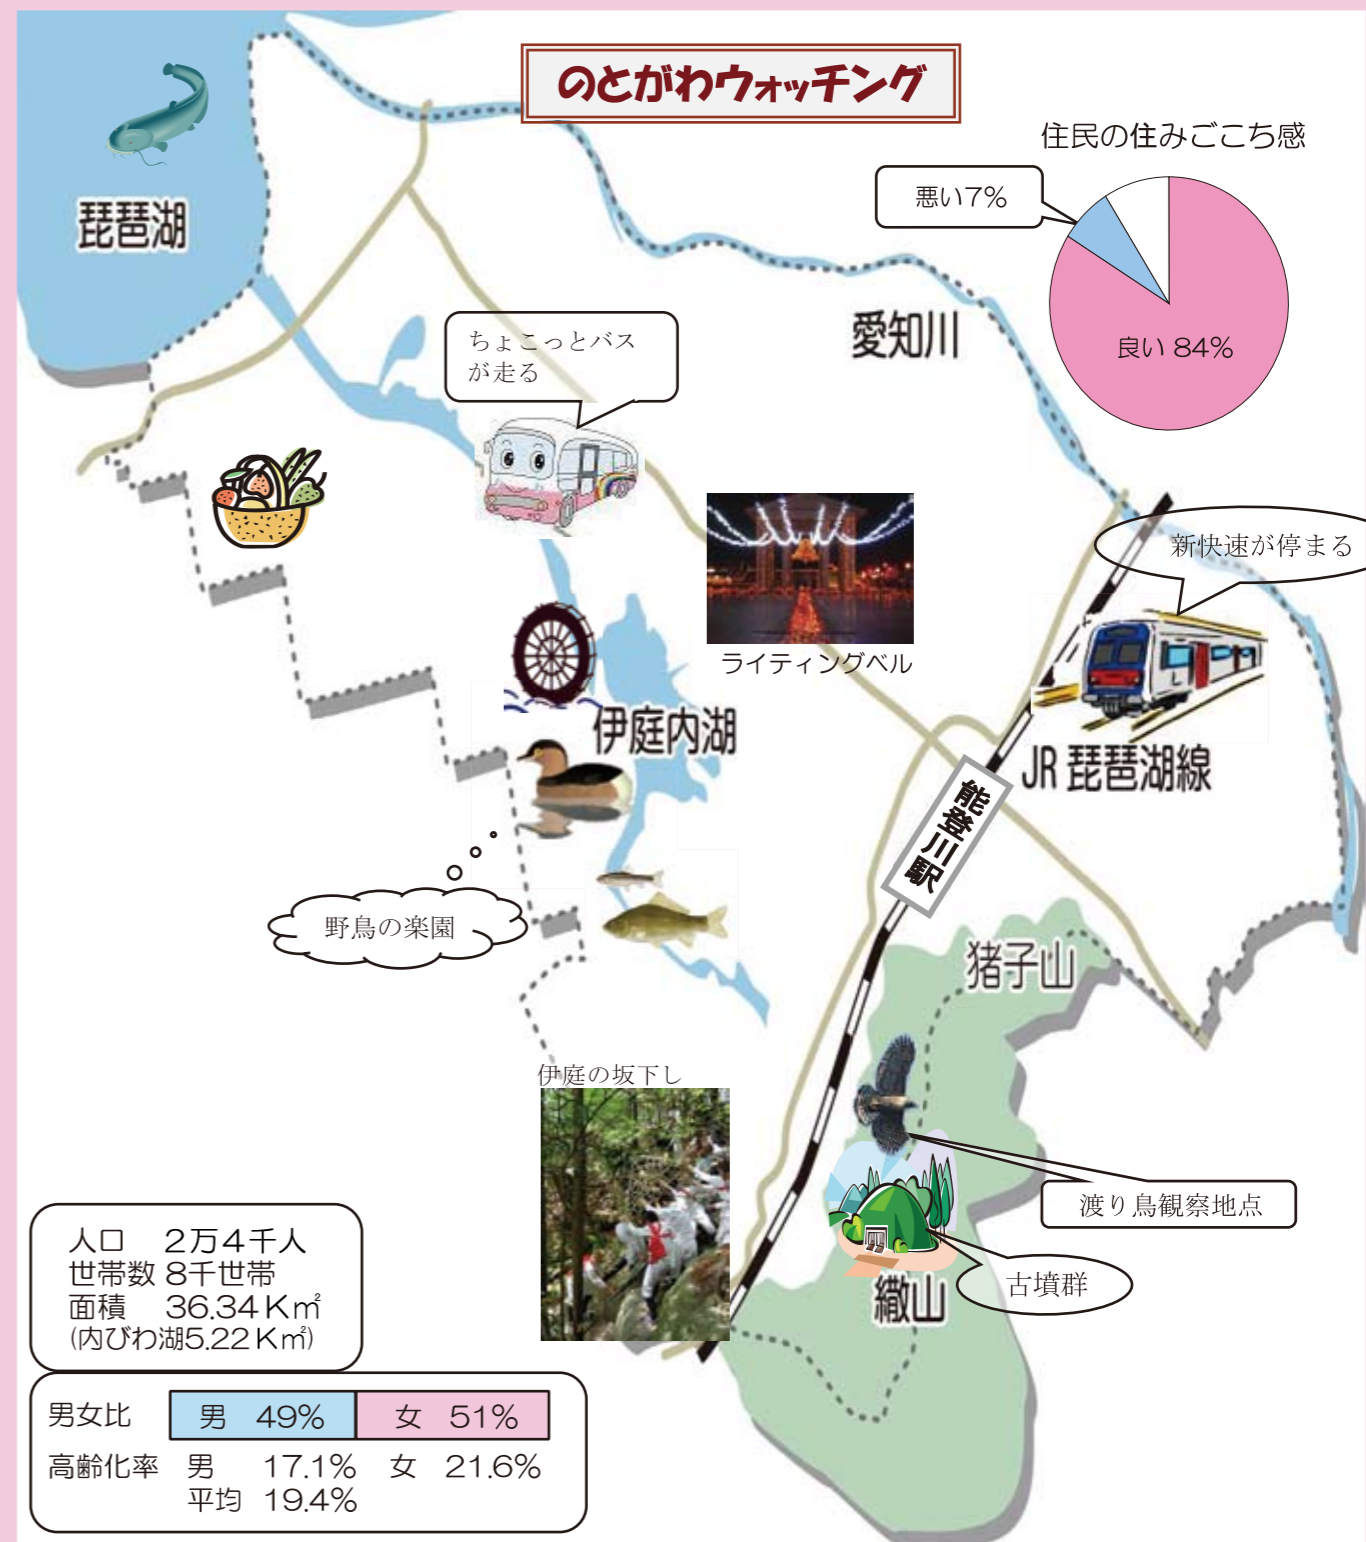 のとがわウォッチング
住民の住みごこち感
悪い7%
良い 84%
琵琶湖
愛知川
ちょこっとバス
が走る
新快速が停まる
ライティングベル
伊庭内湖
JR 琵琶湖線
能登川駅
野鳥の楽園
猪子山
伊庭の坂下し
渡り鳥観察地点
古墳群
繖山
人口 2万4千人
世帯数 8千世帯
面積 36.34K㎡
(内びわ湖5.22K㎡)
男女比 男 49% 女 51%
高齢化率 男 17.1% 女 21.6%
平均 19.4%